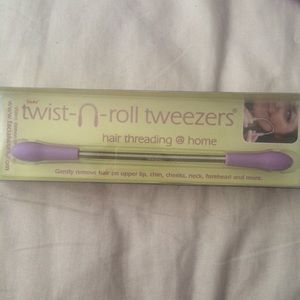 twist-n-roll tweezers®
hair threading @ home
Gently remove hair on upper lip, chin, cheeks, neck, forehead and more.